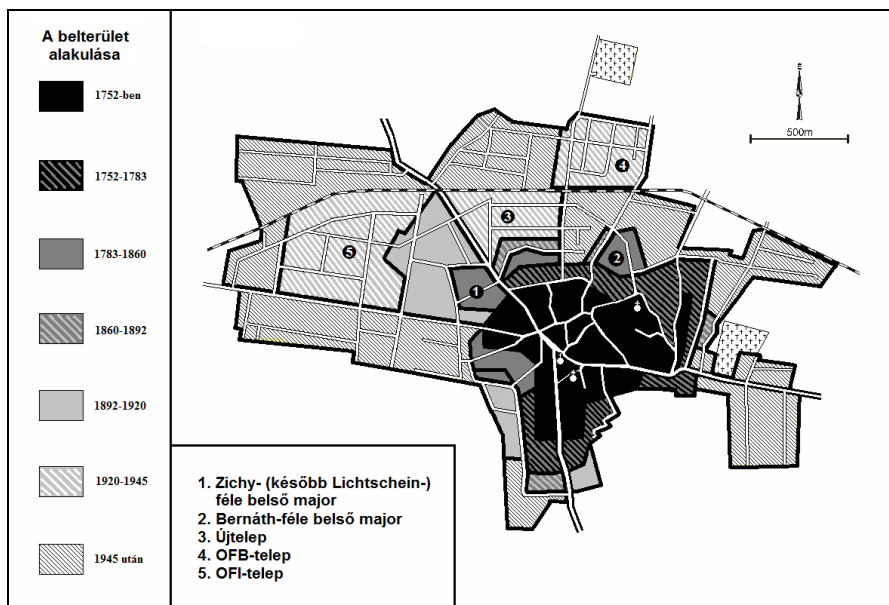 A belterület
alakulása
1752-ben
1752-1783
1783-1860
1860-1892
1892-1920
1920-1945
1945 után
1. Zichy- (később Lichtschein-)
féle belső major
2. Bernáth-féle belső major
3. Újtelep
4. OFB-telep
5. OFI-telep
500m
4
3
5
2
1